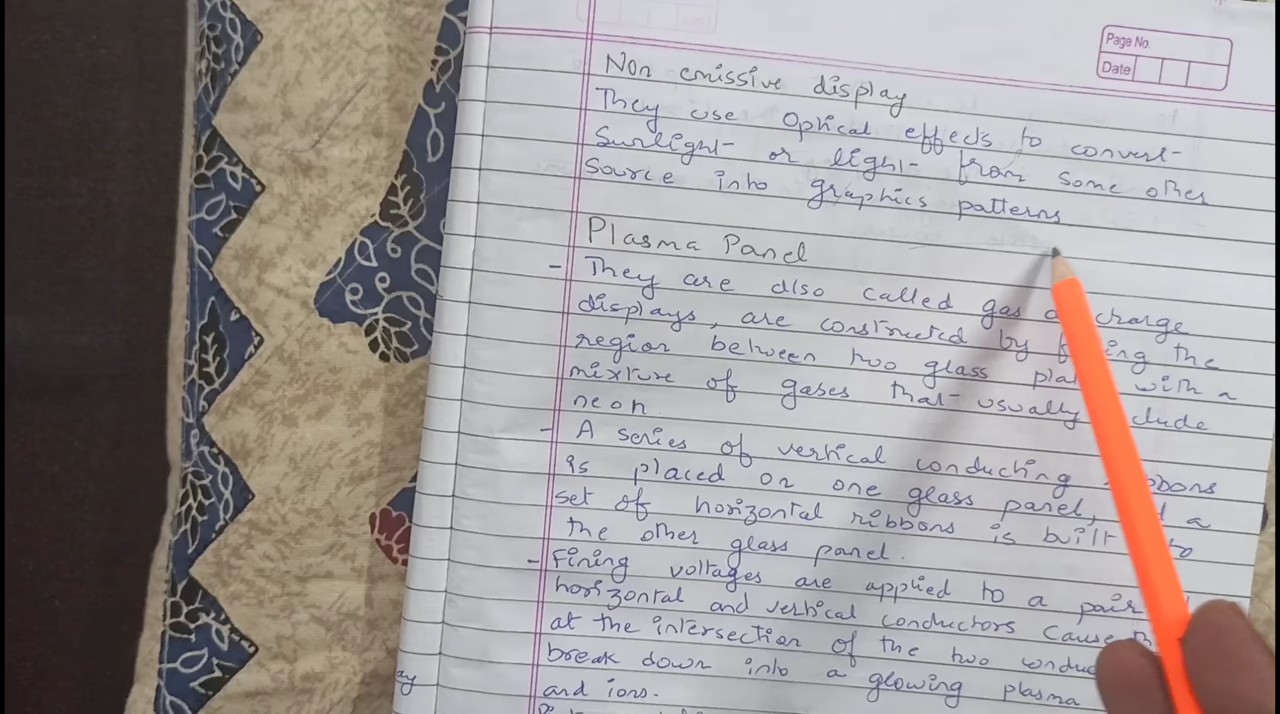 Page No.
Date
Non emissive display
They use Optical effects to convert
Sunlight or light from some other
Source into graphics patterns
Plasma Panel
- They are also called gas charge
displays, are constructed by the
region between two glass with a
mixture of gases that usually
neon.
- A series of vertical conducting
is placed on one glass panel, a
set of horizontal ribbons is built
the other glass panel.
- Firing voltages are applied to a pair
horizontal and vertical conductors cause
at the intersection of the two
break down into a glowing plasma
and ions.